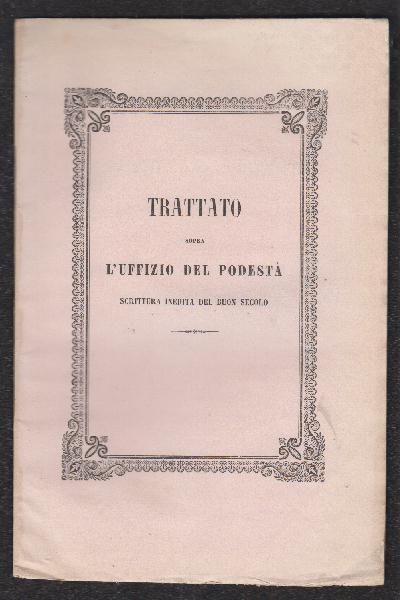 TRATTATO
SOPRA
L'UFFIZIO DEL PODESTÀ
SCRITTURA INEDITA DEL BUON SECOLO